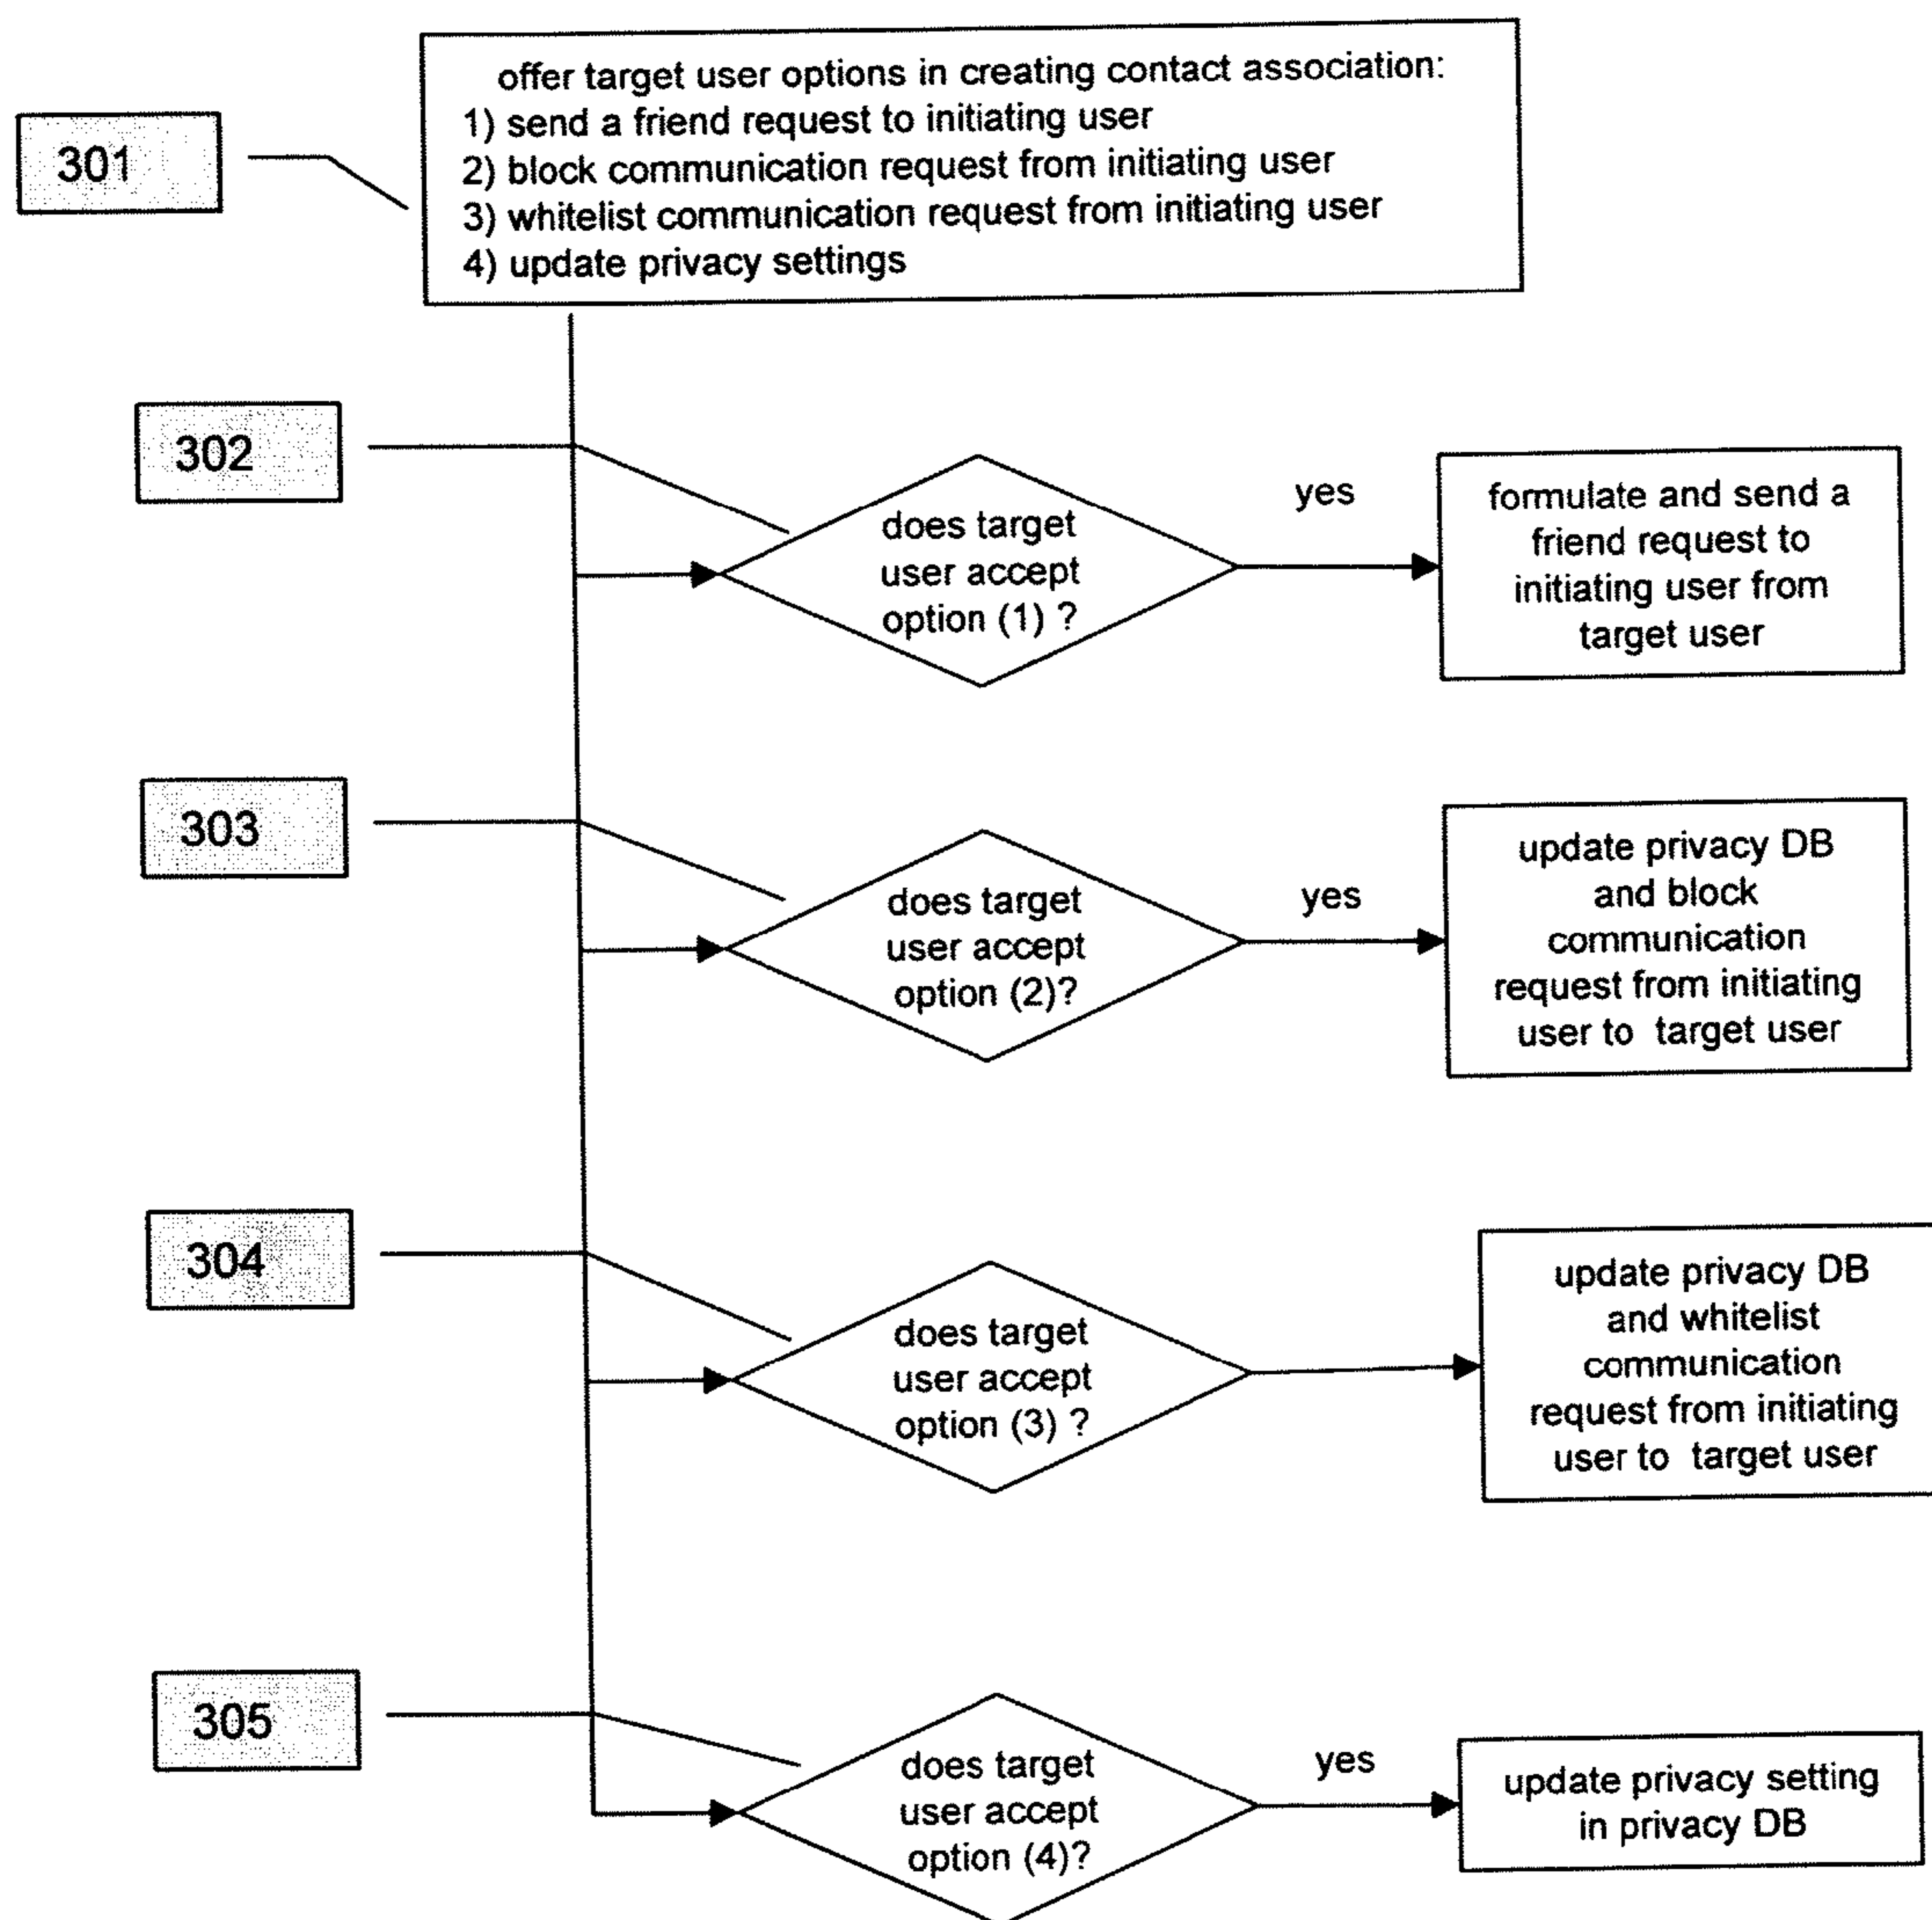 offer target user options in creating contact association:
1) send a friend request to initiating user
2) block communication request from initiating user
3) whitelist communication request from initiating user
4) update privacy settings
301
302
does target
user accept
option (1) ?
yes
formulate and send a
friend request to
initiating user from
target user
303
does target
user accept
option (2)?
yes
update privacy DB
and block
communication
request from initiating
user to  target user
304
does target
user accept
option (3) ?
update privacy DB
and whitelist
communication
request from initiating
user to  target user
305
does target
user accept
option (4)?
yes
update privacy setting
in privacy DB